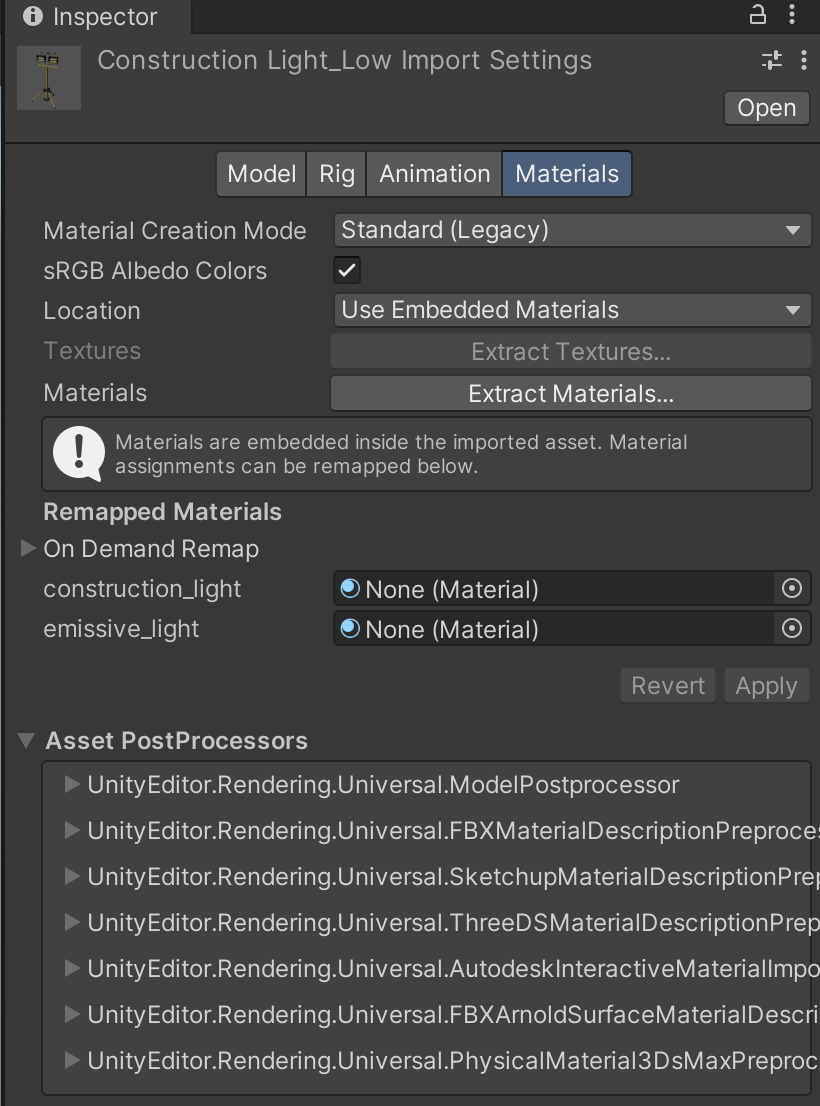 Inspector
Construction Light_Low Import Settings
Open
Model Rig Animation Materials
Material Creation Mode Standard (Legacy)
sRGB Albedo Colors
Location Use Embedded Materials
Textures Extract Textures...
Materials Extract Materials...
Materials are embedded inside the imported asset. Material
assignments can be remapped below.
Remapped Materials
On Demand Remap
construction_light None (Material)
emissive_light None (Material)
Revert Apply
Asset PostProcessors
UnityEditor.Rendering.Universal.ModelPostprocessor
UnityEditor.Rendering.Universal.FBXMaterialDescriptionPreproces
UnityEditor.Rendering.Universal.SketchupMaterialDescriptionPrep
UnityEditor.Rendering.Universal.ThreeDSMaterialDescriptionPrep
UnityEditor.Rendering.Universal.AutodeskInteractiveMaterialImpo
UnityEditor.Rendering.Universal.FBXArnoldSurfaceMaterialDescri
UnityEditor.Rendering.Universal.PhysicalMaterial3DsMaxPreproc